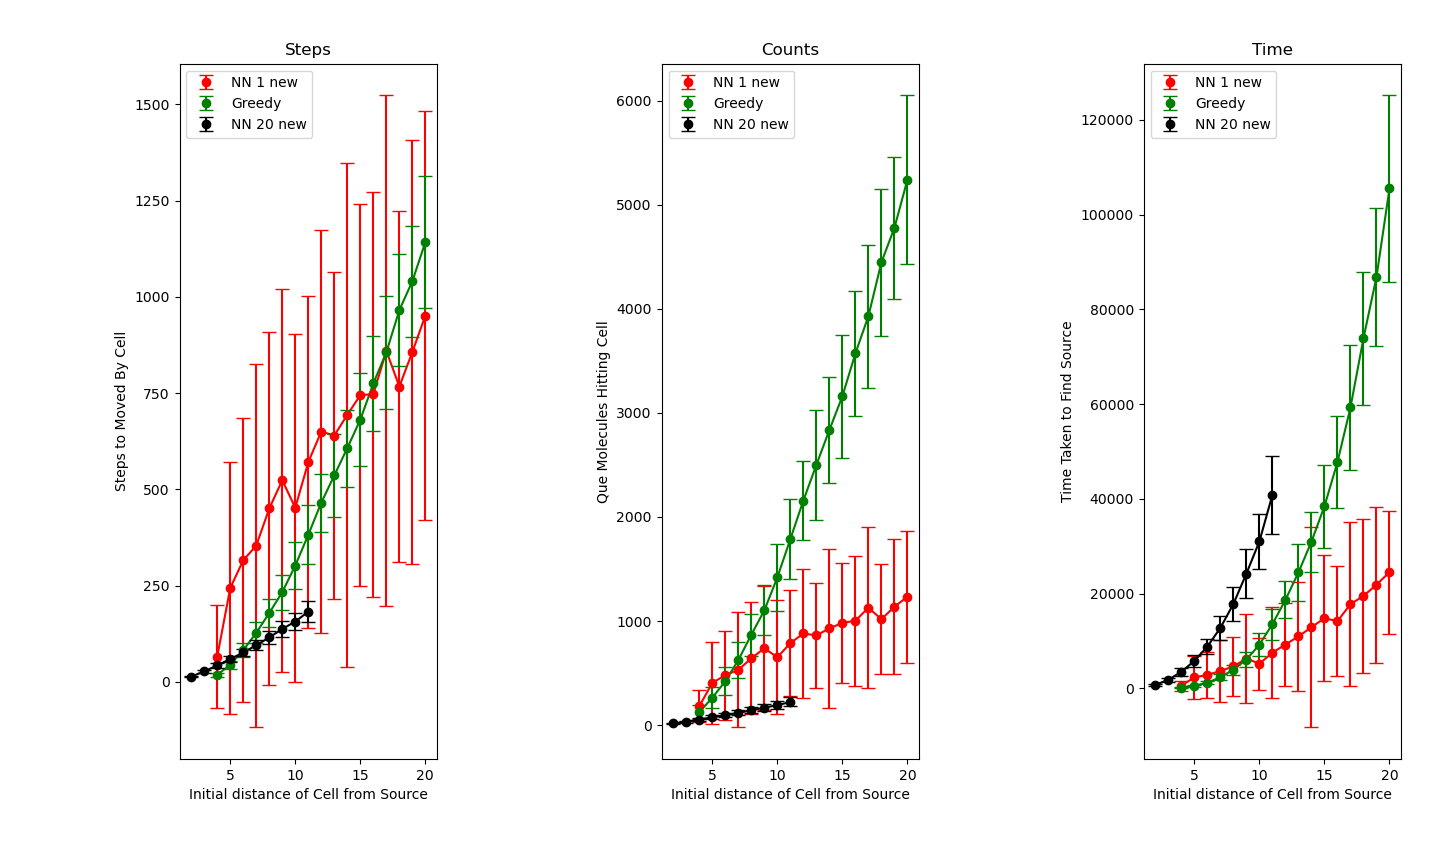 Steps
NN 1 new
Greedy
NN 20 new
1500
1250
1000
750
500
250
0
Steps to Moved By Cell
5 10 15 20
Initial distance of Cell from Source
Counts
NN 1 new
Greedy
NN 20 new
6000
5000
4000
3000
2000
1000
0
Que Molecules Hitting Cell
5 10 15 20
Initial distance of Cell from Source
Time
NN 1 new
Greedy
NN 20 new
120000
100000
80000
60000
40000
20000
0
Time Taken to Find Source
5 10 15 20
Initial distance of Cell from Source